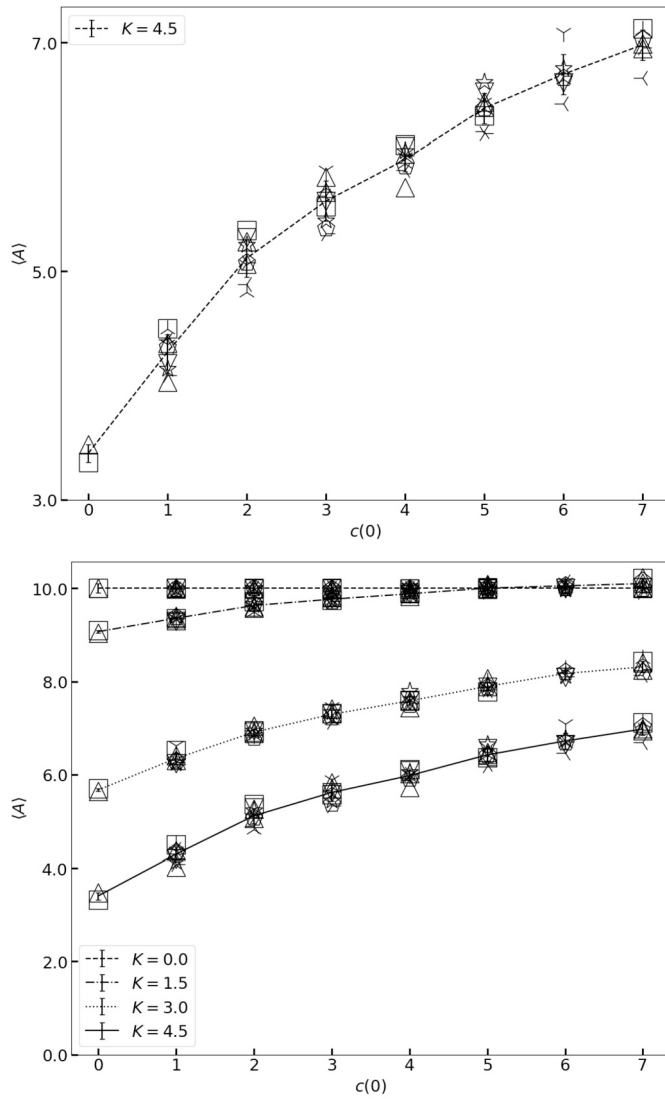 K = 4.5
7.0
5.0
3.0
⟨A⟩
0 1 2 3 4 5 6 7
c(0)
10.0
8.0
6.0
4.0
2.0
0.0
⟨A⟩
K = 0.0
K = 1.5
K = 3.0
K = 4.5
0 1 2 3 4 5 6 7
c(0)